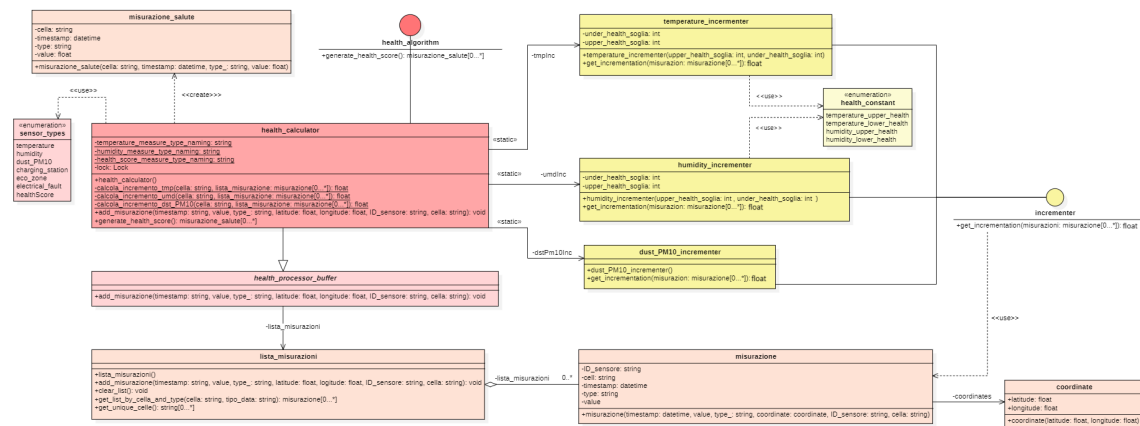 misurazione_salute
-cella: string
-timestamp: datetime
-type: string
-value: float
+misurazione_salute(cella: string, timestamp: datetime, type_: string, value: float)
health_algorithm
+generate_health_score(): misurazione_salute[0...*]
temperature_incermenter
-under_health_soglia: int
-upper_health_soglia: int
+temperature_incrementer(upper_health_soglia: int, under_health_soglia: int)
+get_incrementation(misurazion: misurazione[0...*]): float
-tmpInc
<<use>>
<<create>>>
<<use>>
«enumeration»
health_constant
temperature_upper_health
temperature_lower_health
humidity_upper_health
humidity_lower_health
<<use>>
«enumeration»
sensor_types
temperature
humidity
dust_PM10
charging_station
eco_zone
electrical_fault
healthScore
health_calculator
-temperature_measure_type_naming: string
-humidity_measure_type_naming: string
-health_score_measure_type_naming: string
-lock: Lock
+health_calculator()
-calcola_incremento_tmp(cella: string, lista_misurazione: misurazione[0...*]): float
-calcola_incremento_umd(cella: string, lista_misurazione: misurazione[0...*]): float
-calcola_incremento_dst_PM10(cella: string, lista_misurazione: misurazione[0...*]): float
+add_misurazione(timestamp: string, value, type_: string, latitude: float, longitude: float, ID_sensore: string, cella: string): void
+generate_health_score(): misurazione_salute[0...*]
«static»
«static»
-umdInc
«static»
-dstPm10Inc
humidity_incrementer
-under_health_soglia: int
-upper_health_soglia: int
+humidity_incrementer(upper_health_soglia: int , under_health_soglia: int )
+get_incrementation(misurazion: misurazione[0...*]): float
incrementer
+get_incrementation(misurazioni: misurazione[0...*]): float
dust_PM10_incrementer
+dust_PM10_incrementer()
+get_incrementation(misurazion: misurazione[0...*]): float
health_processor_buffer
+add_misurazione(timestamp: string, value, type_: string, latitude: float, longitude: float, ID_sensore: string, cella: string): void
-lista_misurazioni
<<use>>
lista_misurazioni
+lista_misurazioni()
+add_misurazione(timestamp: string, value, type_: string, latitude: float, logitude: float, ID_sensore: string, cella: string): void
+clear_list(): void
+get_list_by_cella_and_type(cella: string, tipo_data: string): misurazione[0...*]
+get_unique_celle(): string[0...*]
-lista_misurazioni
0..*
misurazione
-ID_sensore: string
-cell: string
-timestamp: datetime
-type: string
-value
+misurazione(timestamp: datetime, value, type_: string, coordinate: coordinate, ID_sensore: string, cella: string)
-coordinates
coordinate
+latitude: float
+longitude: float
+coordinate(latitude: float, longitude: float)